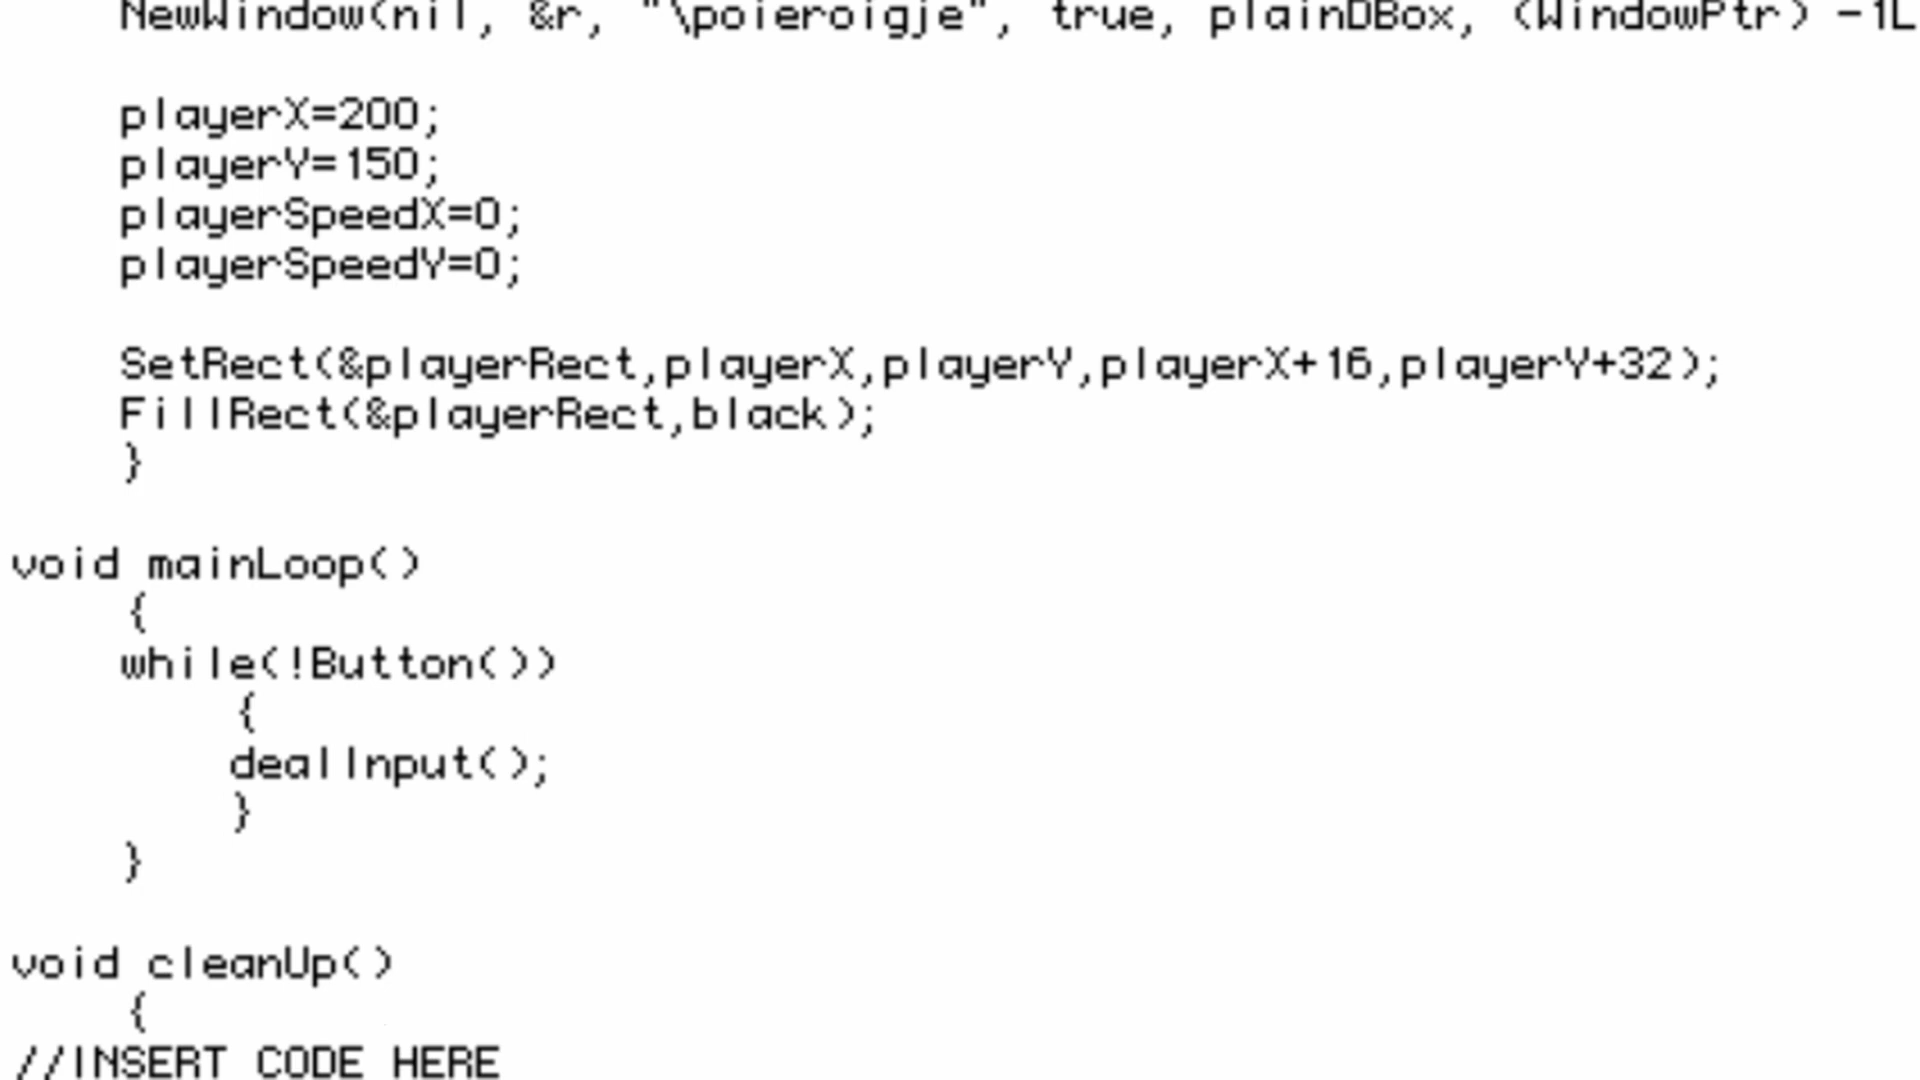 NewWindow(nil, &r, "\poieroigje", true, plainDBox, (WindowPtr) -1L
playerX=200;
playerY=150;
playerSpeedX=0;
playerSpeedY=0;
SetRect(&playerRect,playerX,playerY,playerX+16,playerY+32);
FillRect(&playerRect,black);
}
void mainLoop()
{
while(!Button())
{
dealInput();
}
}
void cleanUp()
{
//INSERT CODE HERE